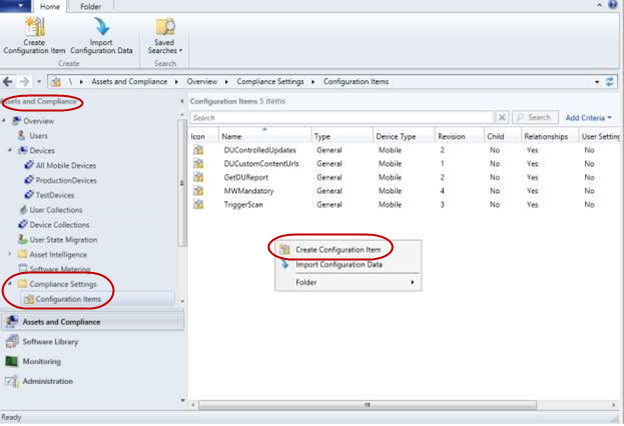 Home Folder
Create Configuration Item
Import Configuration Data
Saved Searches
Create Search
\ Assets and Compliance Overview Compliance Settings Configuration Items
Assets and Compliance
Overview
Users
Devices
All Mobile Devices
ProductionDevices
TestDevices
User Collections
Device Collections
User State Migration
Asset Intelligence
Software Metering
Compliance Settings
Configuration Items
Assets and Compliance
Software Library
Monitoring
Administration
Configuration Items 5 items
Search Search Add Criteria
Icon Name Type Device Type Revision Child Relationships User Setting
DUControlledUpdates General Mobile 2 No Yes No
DUCustomContentUrls General Mobile 1 No Yes No
GetDUReport General Mobile 2 No Yes No
MWMandatory General Mobile 4 No Yes No
TriggerScan General Mobile 3 No Yes No
Create Configuration Item
Import Configuration Data
Folder
Ready